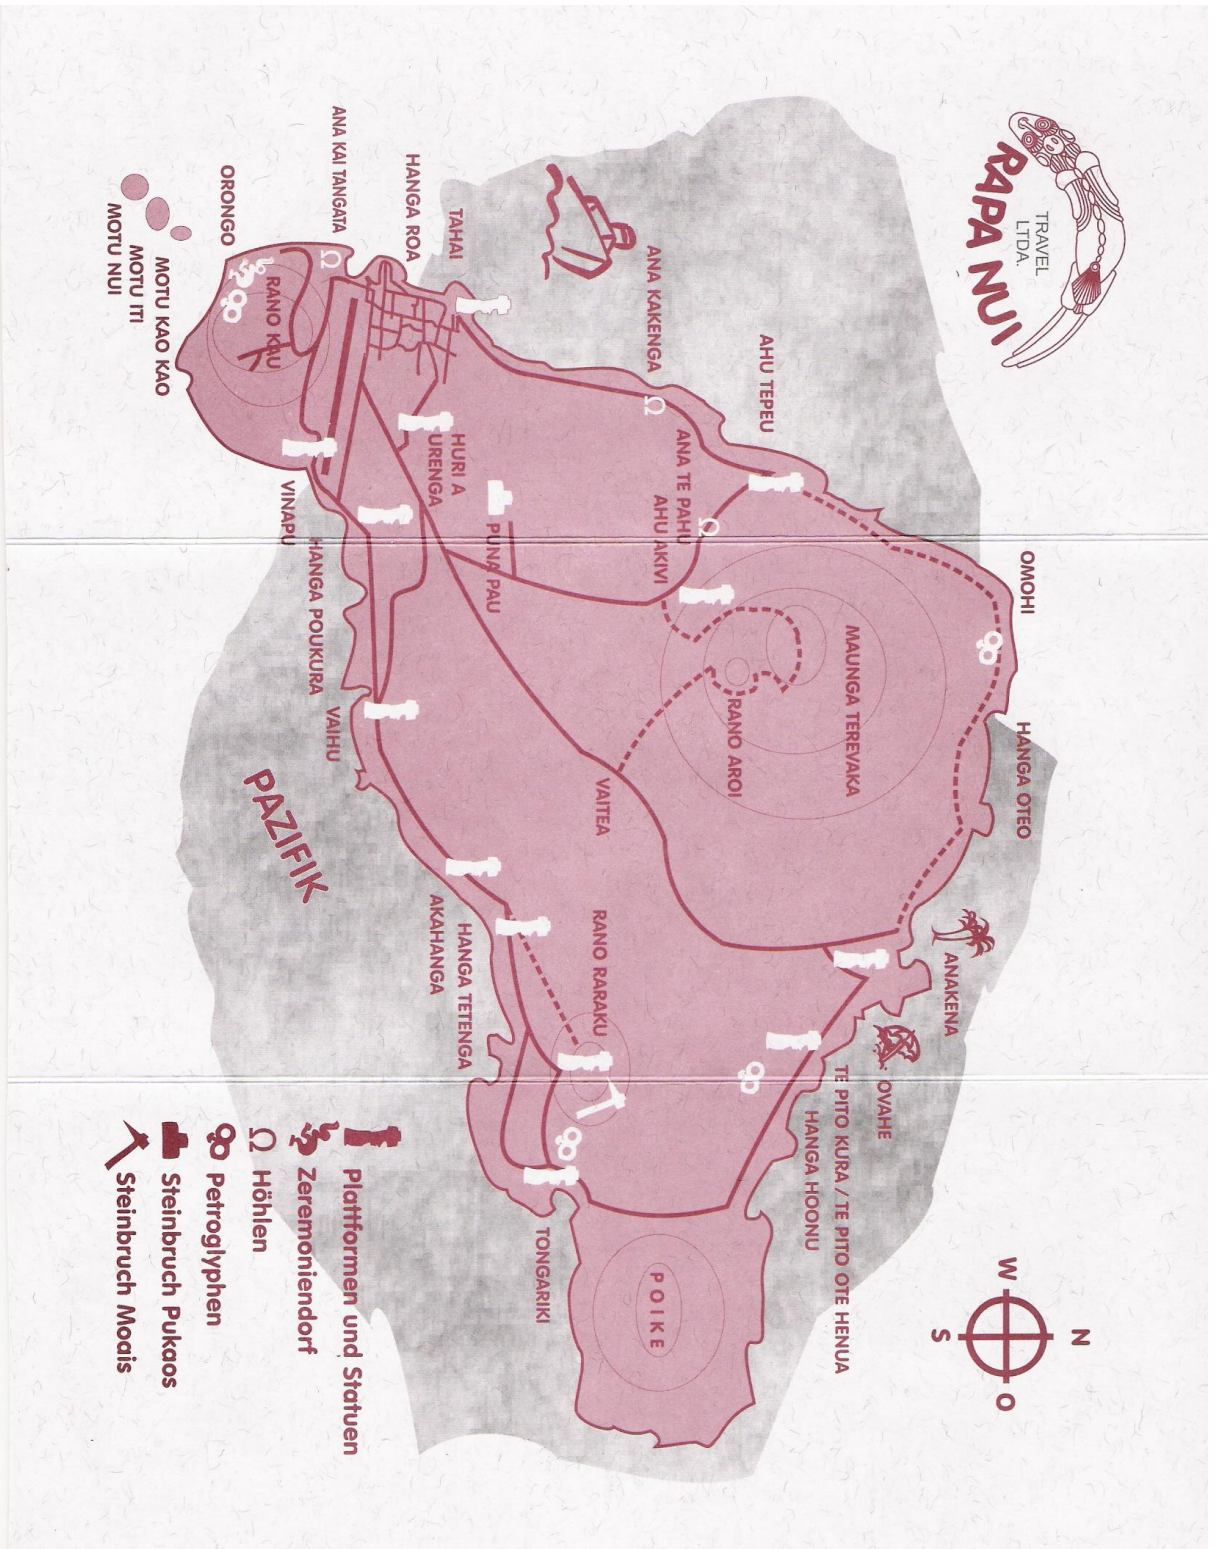 TRAVEL
LTDA.
RAPA NUI
N
W
O
S
OMOHI
HANGA OTEO
ANAKENA
OVAHE
TE PITO KURA / TE PITO OTE HENUA
HANGA HOONU
MAUNGA TEREVAKA
AHU TEPEU
RANO AROI
ANA TE PAHU
AHU AKIVI
ANA KAKENGA
POIKE
VAITEA
RANO RARAKU
TONGARIKI
PUNA PAU
TAHAI
HURI A
URENGA
HANGA ROA
HANGA TETENGA
AKAHANGA
ANA KAI TANGATA
VAIHU
HANGA POUKURA
VINAPU
RANO KAU
ORONGO
PAZIFIK
MOTU KAO KAO
MOTU ITI
MOTU NUI
Plattformen und Statuen
Zeremoniendorf
Höhlen
Petroglyphen
Steinbruch Pukaos
Steinbruch Moais